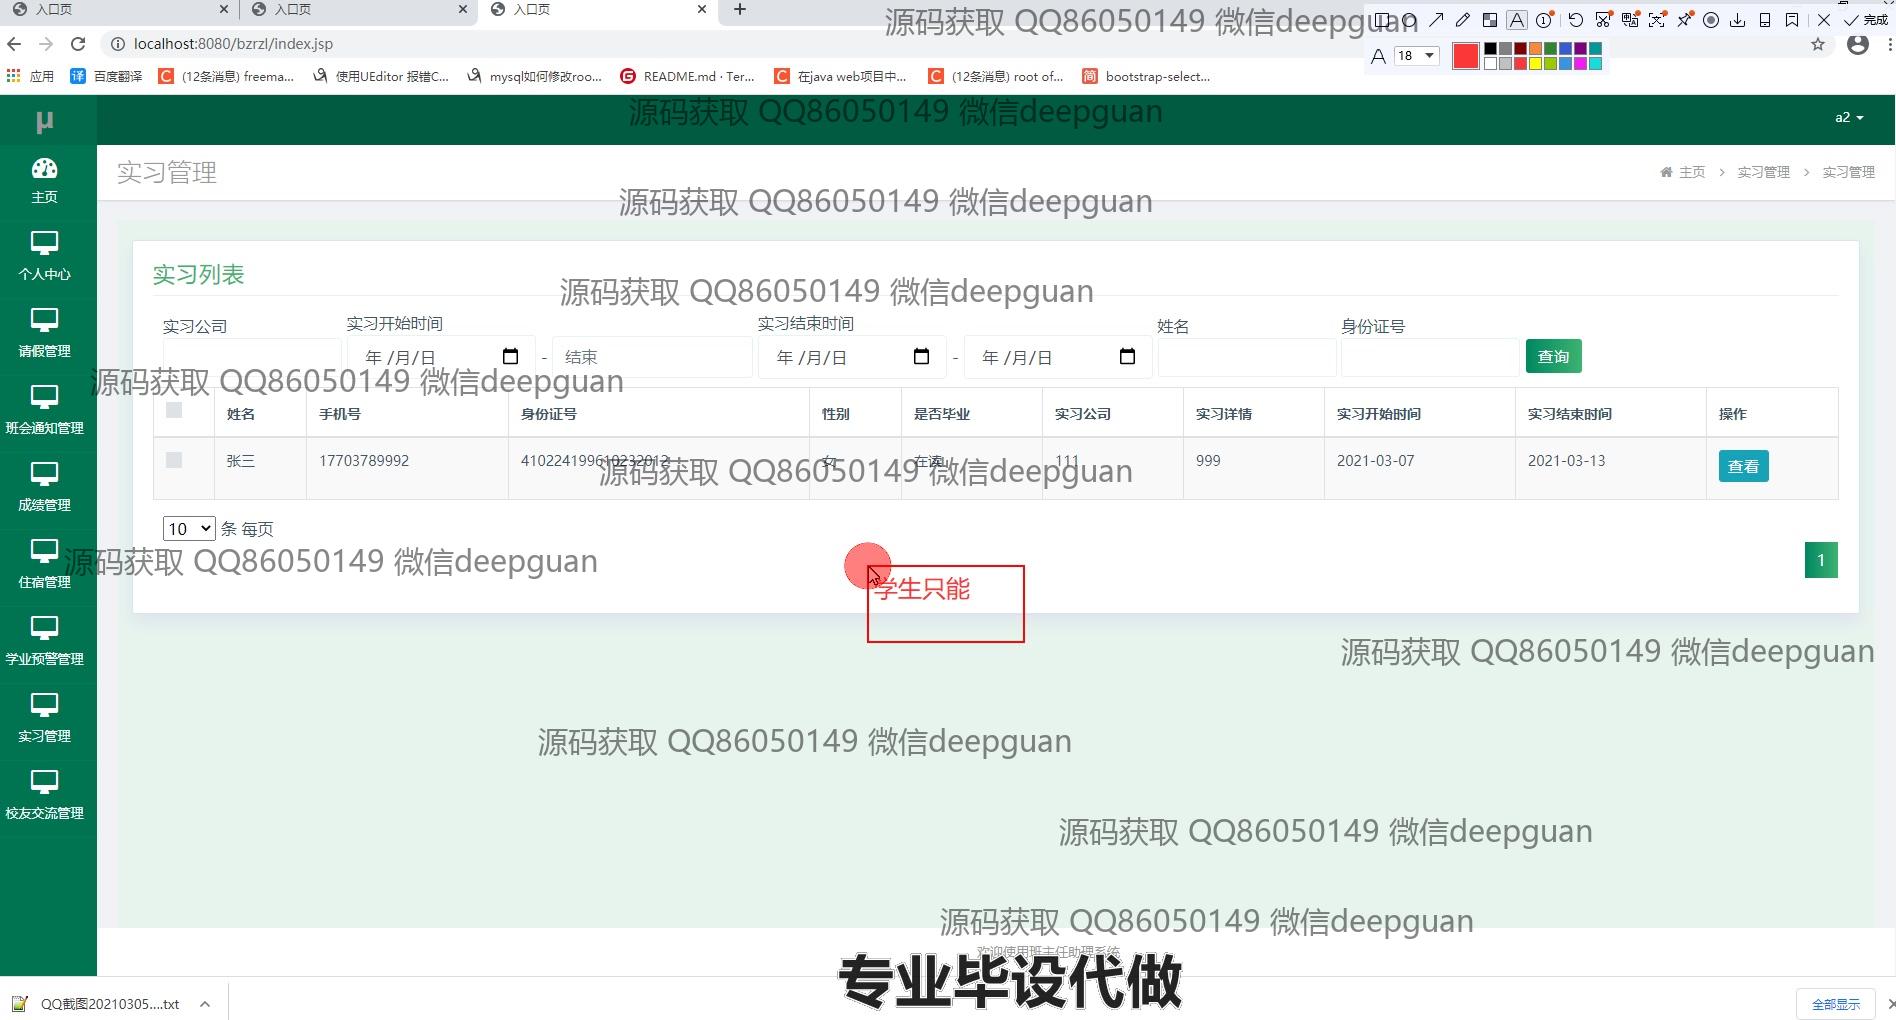 入口页
入口页
入口页
源码获取 QQ86050149 微信deepguan
完成
localhost:8080/bzrzl/index.jsp
A 18
应用
百度翻译
(12条消息) freema...
使用UEditor 报错C...
mysql如何修改roo...
README.md · Ter...
在java web项目中...
(12条消息) root of...
bootstrap-select...
源码获取 QQ86050149 微信deepguan
μ
a2
实习管理
主页 > 实习管理 > 实习管理
源码获取 QQ86050149 微信deepguan
主页
个人中心
请假管理
班会通知管理
成绩管理
住宿管理
学业预警管理
实习管理
校友交流管理
实习列表
源码获取 QQ86050149 微信deepguan
实习公司 实习开始时间 实习结束时间 姓名 身份证号
年 /月/日 - 结束 年 /月/日 - 年 /月/日 查询
源码获取 QQ86050149 微信deepguan
姓名 手机号 身份证号 性别 是否毕业 实习公司 实习详情 实习开始时间 实习结束时间 操作
张三 17703789992 410224199610232012 女 在读 111 999 2021-03-07 2021-03-13 查看
源码获取 QQ86050149 微信deepguan
10 条 每页
源码获取 QQ86050149 微信deepguan
1
学生只能
源码获取 QQ86050149 微信deepguan
源码获取 QQ86050149 微信deepguan
源码获取 QQ86050149 微信deepguan
源码获取 QQ86050149 微信deepguan
欢迎使用班主任助理系统
专业毕设代做
QQ截图20210305....txt
全部显示